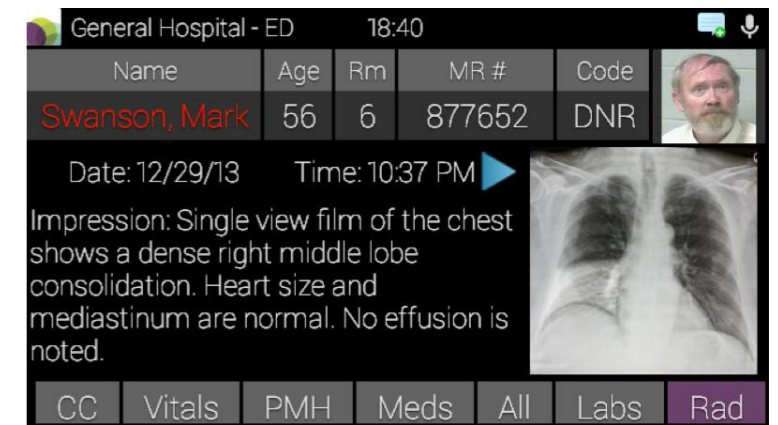 General Hospital - ED 18:40
Name Age Rm MR # Code
Swanson, Mark 56 6 877652 DNR
Date: 12/29/13 Time: 10:37 PM
Impression: Single view film of the chest
shows a dense right middle lobe
consolidation. Heart size and
mediastinum are normal. No effusion is
noted.
CC Vitals PMH Meds All Labs Rad